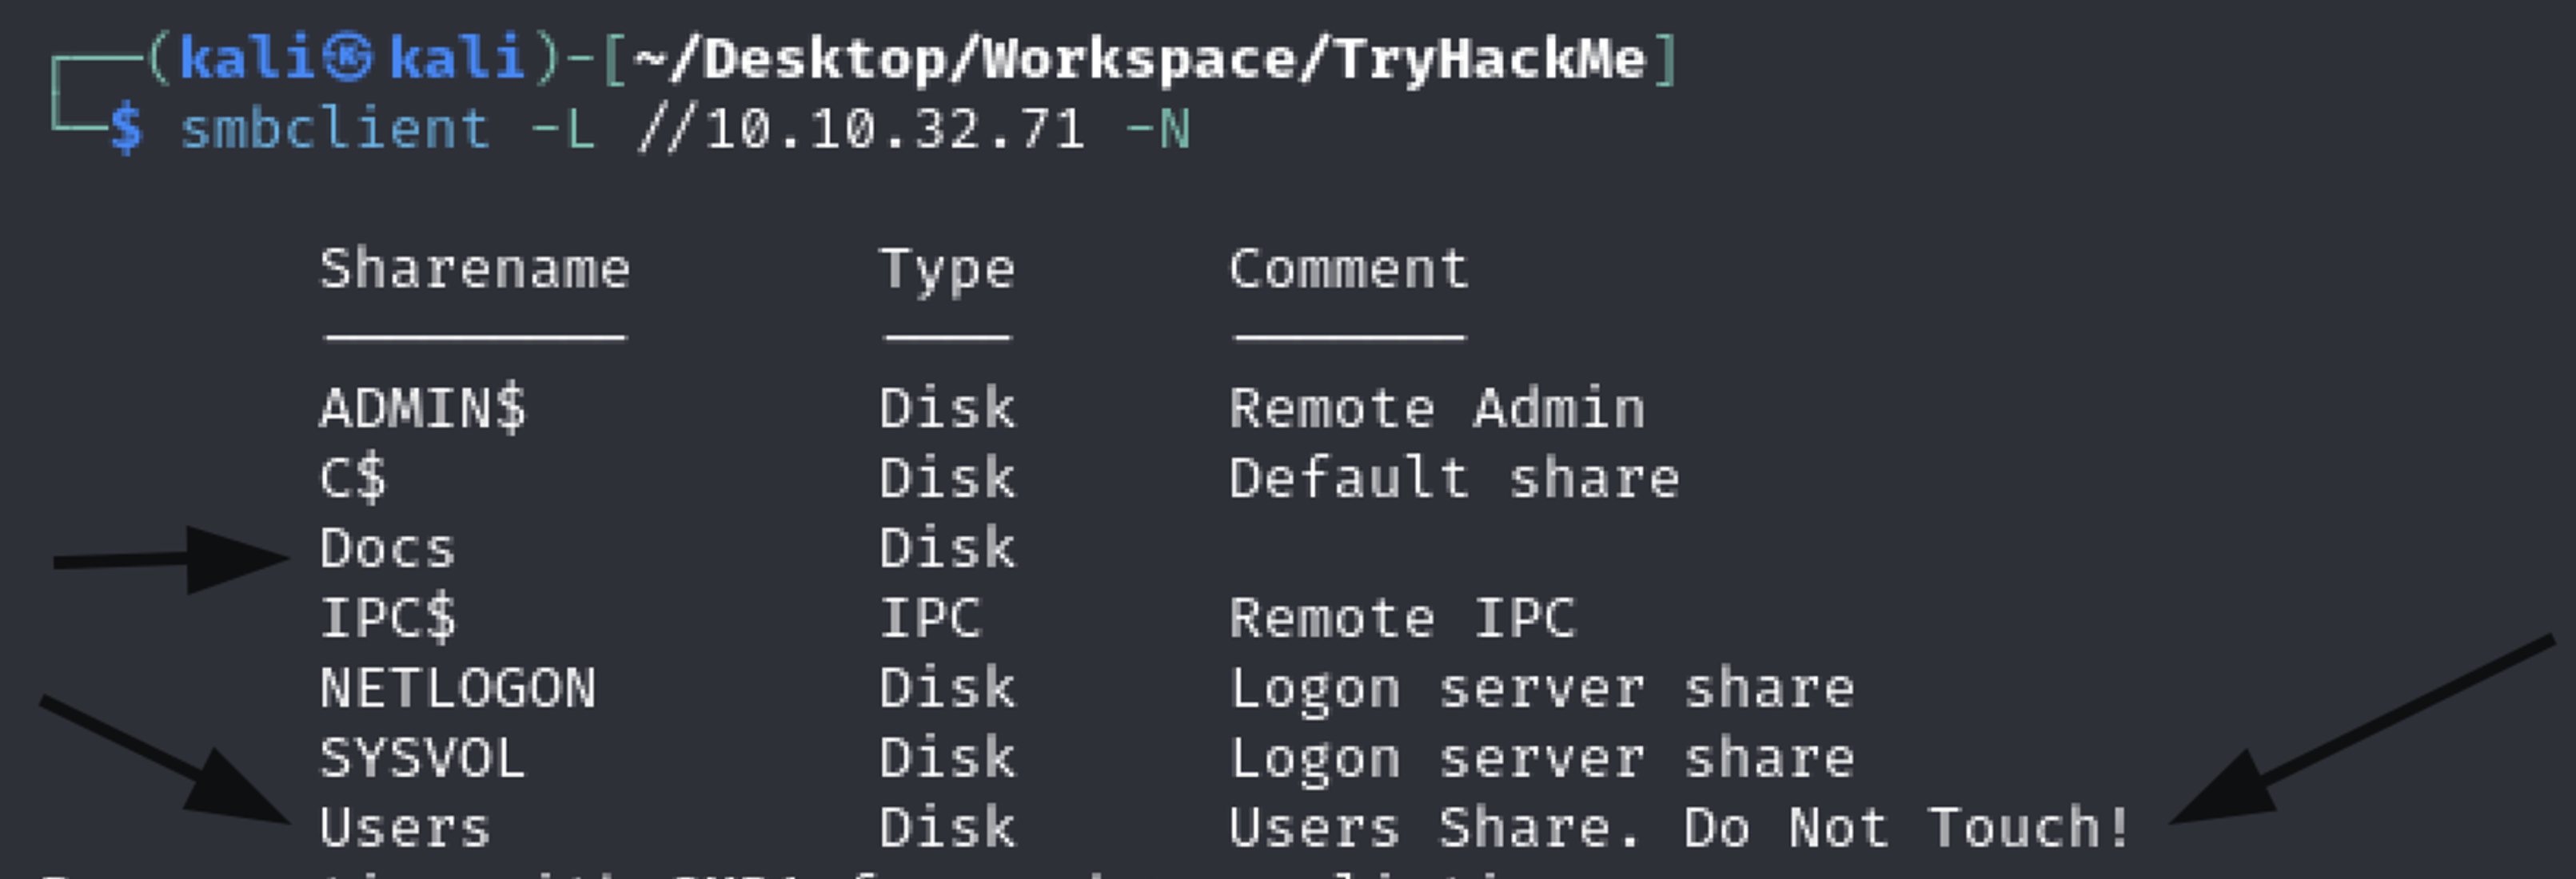 (kali㉿kali)-[~/Desktop/Workspace/TryHackMe]
$ smbclient -L //10.10.32.71 -N
Sharename Type Comment
ADMIN$ Disk Remote Admin
C$ Disk Default share
Docs Disk
IPC$ IPC Remote IPC
NETLOGON Disk Logon server share
SYSVOL Disk Logon server share
Users Disk Users Share. Do Not Touch!